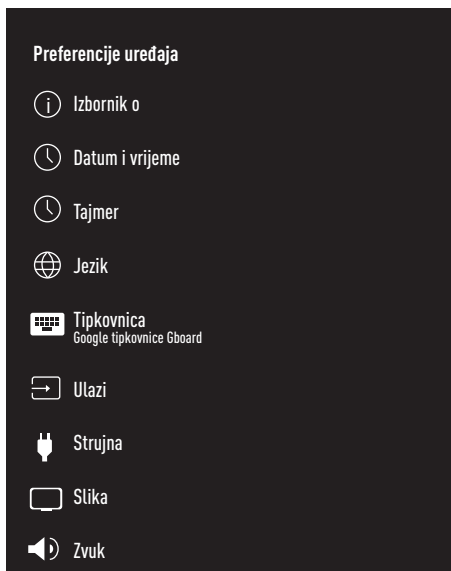 Preferencije uređaja
Izbornik o
Datum i vrijeme
Tajmer
Jezik
Tipkovnica
Google tipkovnice Gboard
Ulazi
Strujna
Slika
Zvuk